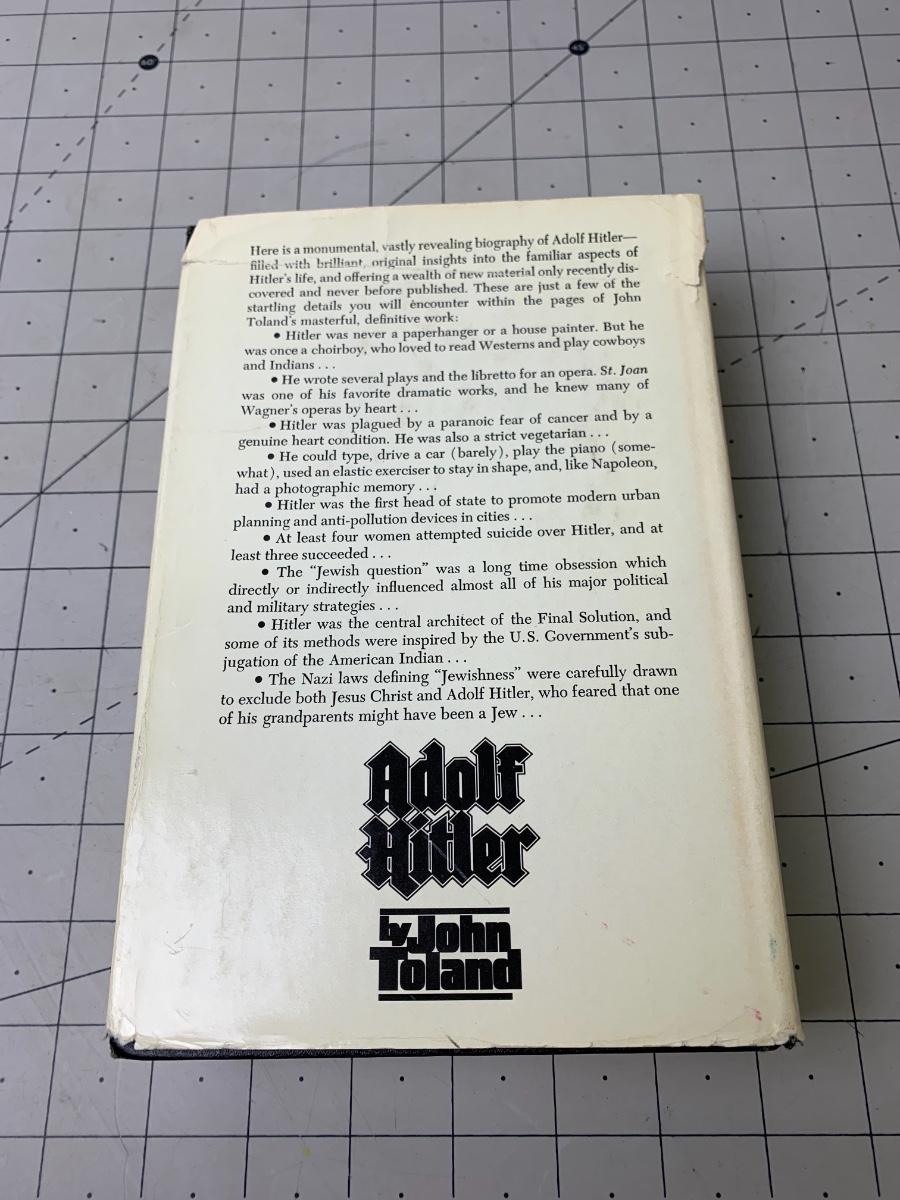 60°
45°
Here is a monumental, vastly revealing biography of Adolf Hitler—
filled with brilliant, original insights into the familiar aspects of
Hitler's life, and offering a wealth of new material only recently dis-
covered and never before published. These are just a few of the
startling details you will encounter within the pages of John
Toland's masterful, definitive work:
• Hitler was never a paperhanger or a house painter. But he
was once a choirboy, who loved to read Westerns and play cowboys
and Indians . . .
• He wrote several plays and the libretto for an opera. St. Joan
was one of his favorite dramatic works, and he knew many of
Wagner's operas by heart . . .
• Hitler was plagued by a paranoic fear of cancer and by a
genuine heart condition. He was also a strict vegetarian . . .
• He could type, drive a car (barely), play the piano (some-
what), used an elastic exerciser to stay in shape, and, like Napoleon,
had a photographic memory . . .
• Hitler was the first head of state to promote modern urban
planning and anti-pollution devices in cities . . .
• At least four women attempted suicide over Hitler, and at
least three succeeded . . .
• The "Jewish question" was a long time obsession which
directly or indirectly influenced almost all of his major political
and military strategies . . .
• Hitler was the central architect of the Final Solution, and
some of its methods were inspired by the U.S. Government's sub-
jugation of the American Indian . . .
• The Nazi laws defining "Jewishness" were carefully drawn
to exclude both Jesus Christ and Adolf Hitler, who feared that one
of his grandparents might have been a Jew . . .
Adolf
Hitler
by John
Toland